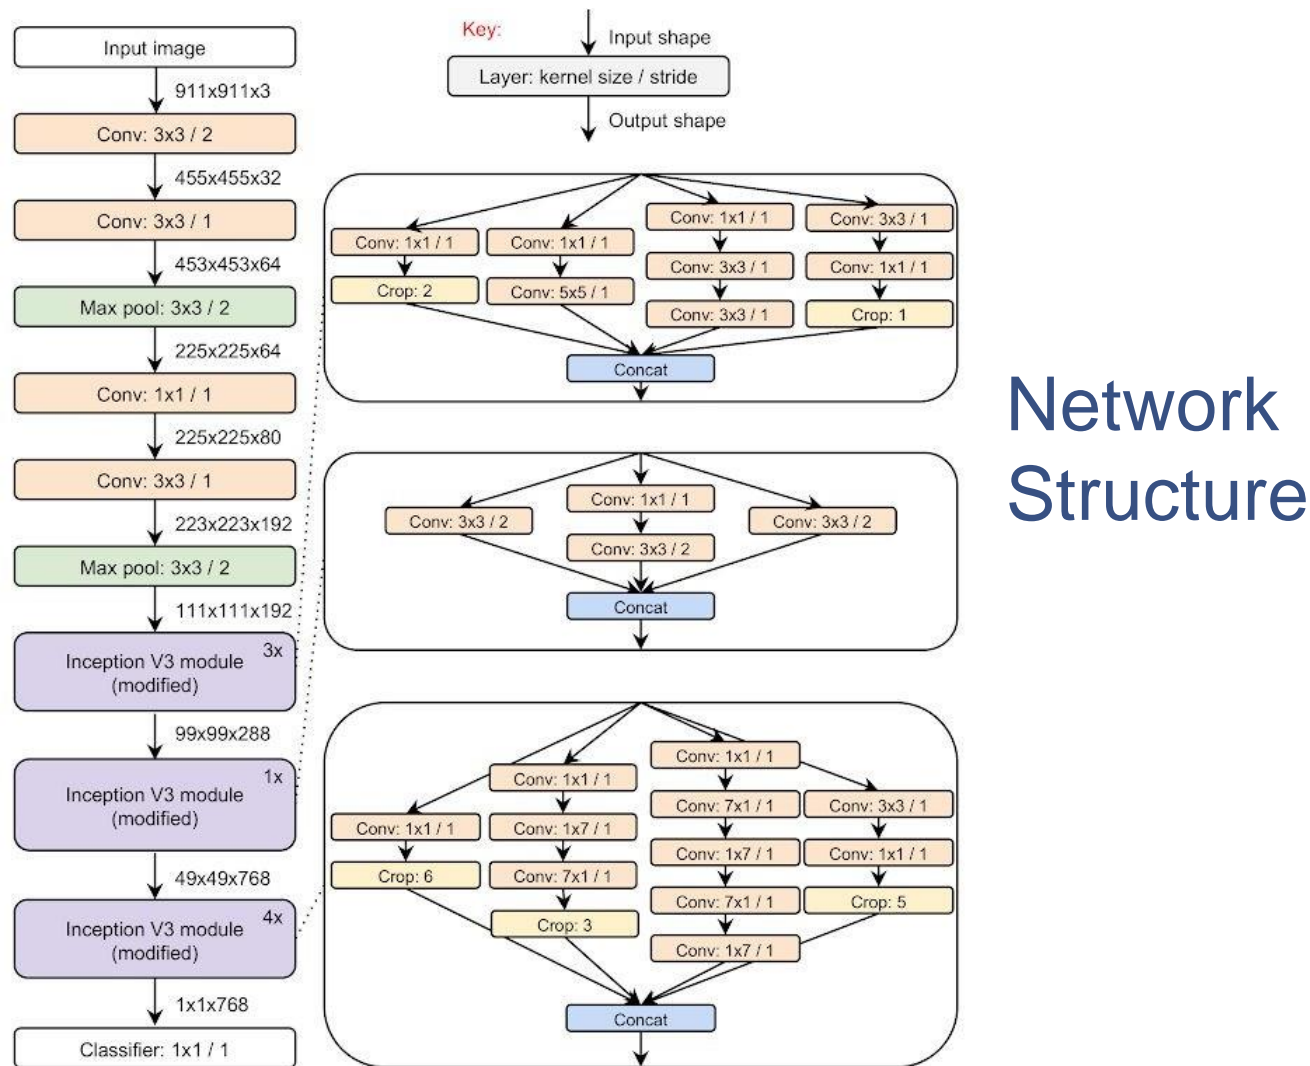 Input image
911x911x3
Conv: 3x3 / 2
455x455x32
Conv: 3x3 / 1
453x453x64
Max pool: 3x3 / 2
225x225x64
Conv: 1x1 / 1
225x225x80
Conv: 3x3 / 1
223x223x192
Max pool: 3x3 / 2
111x111x192
Inception V3 module 3x
(modified)
99x99x288
Inception V3 module 1x
(modified)
49x49x768
Inception V3 module 4x
(modified)
1x1x768
Classifier: 1x1 / 1
Key:
Input shape
Layer: kernel size / stride
Output shape
Conv: 1x1 / 1
Crop: 2
Conv: 1x1 / 1
Conv: 5x5 / 1
Conv: 1x1 / 1
Conv: 3x3 / 1
Conv: 3x3 / 1
Conv: 3x3 / 1
Conv: 1x1 / 1
Crop: 1
Concat
Conv: 3x3 / 2
Conv: 1x1 / 1
Conv: 3x3 / 2
Conv: 3x3 / 2
Concat
Conv: 1x1 / 1
Crop: 6
Conv: 1x1 / 1
Conv: 1x7 / 1
Conv: 7x1 / 1
Crop: 3
Conv: 1x1 / 1
Conv: 7x1 / 1
Conv: 1x7 / 1
Conv: 7x1 / 1
Conv: 1x7 / 1
Conv: 3x3 / 1
Conv: 1x1 / 1
Crop: 5
Concat
Network
Structure